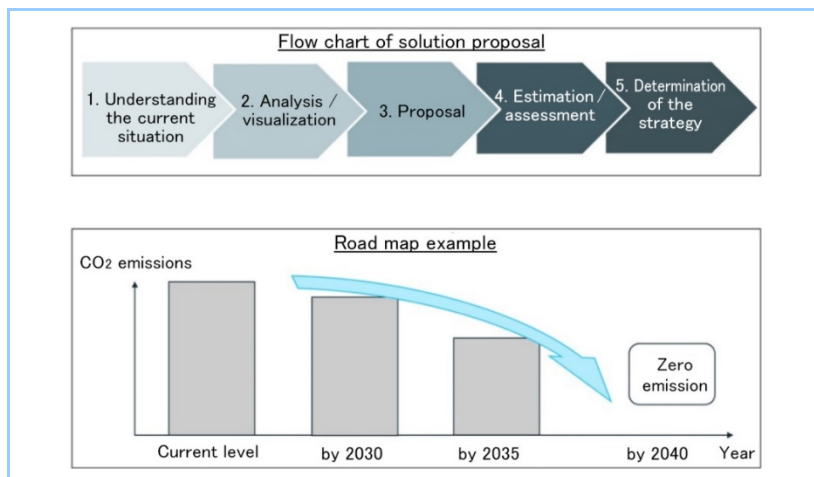 Flow chart of solution proposal
1. Understanding
the current
situation
2. Analysis /
visualization
3. Proposal
4. Estimation /
assessment
5. Determination
of the
strategy
Road map example
CO₂ emissions
Zero
emission
Current level
by 2030
by 2035
by 2040
Year